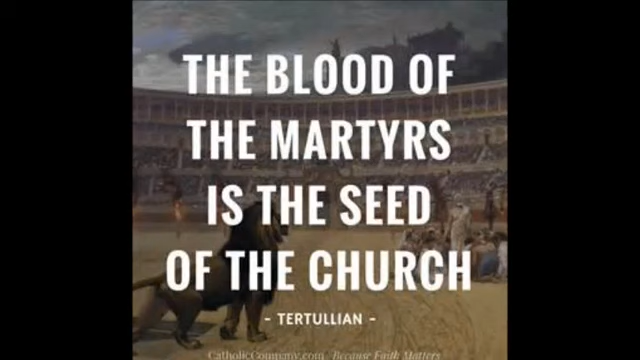 THE BLOOD OF
THE MARTYRS
IS THE SEED
OF THE CHURCH
- TERTULLIAN -
CatholicCompany.com Because Faith Matters